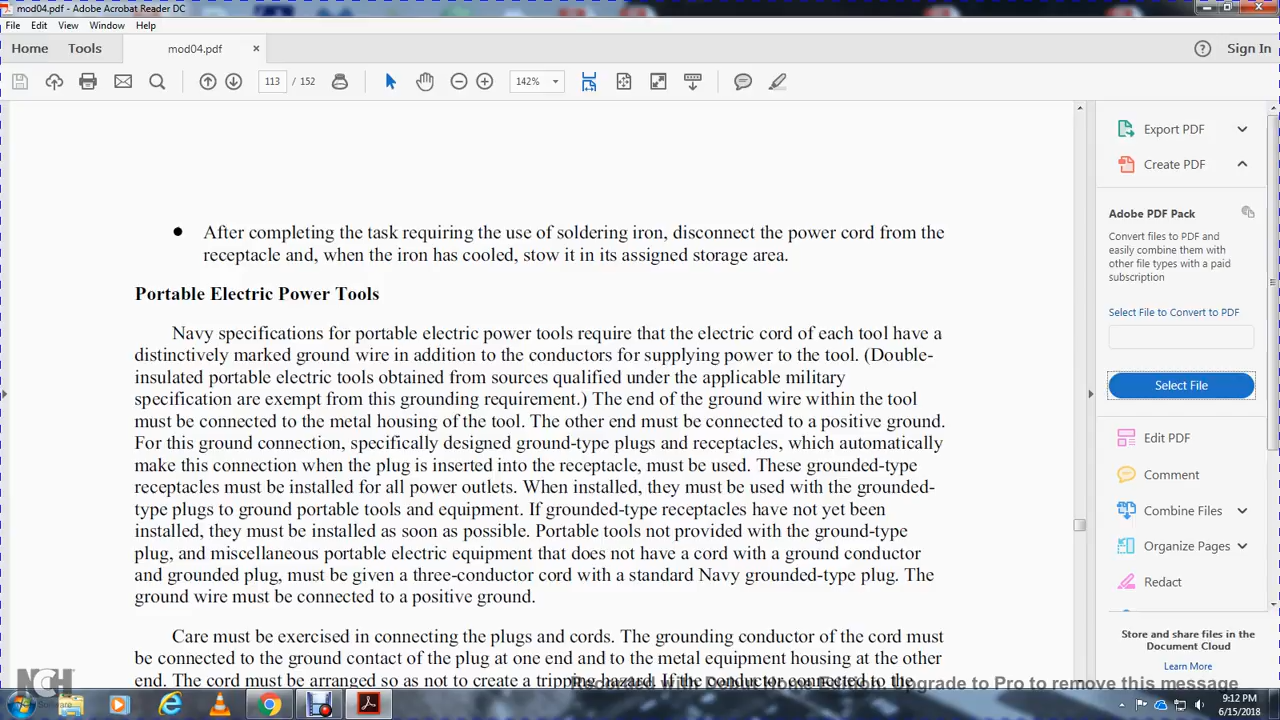 mod04.pdf - Adobe Acrobat Reader DC
File Edit View Window Help
Home Tools mod04.pdf × Sign In
113 / 152 142%
● After completing the task requiring the use of soldering iron, disconnect the power cord from the
receptacle and, when the iron has cooled, stow it in its assigned storage area.
Portable Electric Power Tools
Navy specifications for portable electric power tools require that the electric cord of each tool have a
distinctively marked ground wire in addition to the conductors for supplying power to the tool. (Double-
insulated portable electric tools obtained from sources qualified under the applicable military
specification are exempt from this grounding requirement.) The end of the ground wire within the tool
must be connected to the metal housing of the tool. The other end must be connected to a positive ground.
For this ground connection, specifically designed ground-type plugs and receptacles, which automatically
make this connection when the plug is inserted into the receptacle, must be used. These grounded-type
receptacles must be installed for all power outlets. When installed, they must be used with the grounded-
type plugs to ground portable tools and equipment. If grounded-type receptacles have not yet been
installed, they must be installed as soon as possible. Portable tools not provided with the ground-type
plug, and miscellaneous portable electric equipment that does not have a cord with a ground conductor
and grounded plug, must be given a three-conductor cord with a standard Navy grounded-type plug. The
ground wire must be connected to a positive ground.
Care must be exercised in connecting the plugs and cords. The grounding conductor of the cord must
be connected to the ground contact of the plug at one end and to the metal equipment housing at the other
end. The cord must be arranged so as not to create a tripping hazard. If the conductor connected to the
Export PDF
Create PDF
Adobe PDF Pack
Convert files to PDF and
easily combine them with
other file types with a paid
subscription
Select File to Convert to PDF
Select File
Edit PDF
Comment
Combine Files
Organize Pages
Redact
Store and share files in the
Document Cloud
Learn More
NCH
Software
Recorded with Debut Home Edition. Upgrade to Pro to remove this message
9:12 PM
6/15/2018